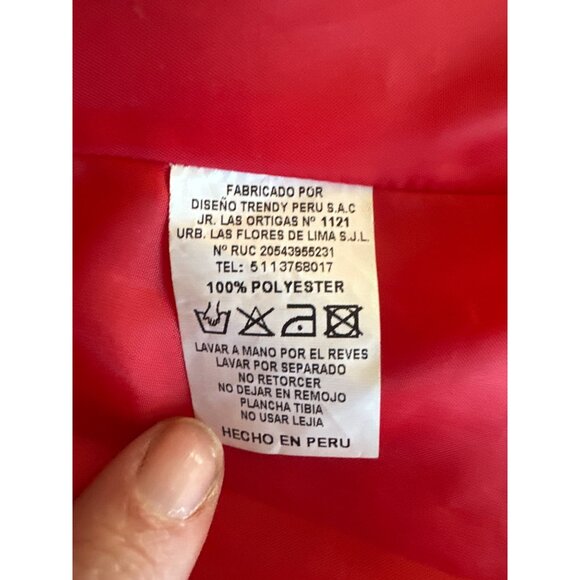 FABRICADO POR
DISEÑO TRENDY PERU S.A.C
JR. LAS ORTIGAS Nº 1121
URB. LAS FLORES DE LIMA S.J.L.
Nº RUC 20543955231
TEL: 5113768017
100% POLYESTER
LAVAR A MANO POR EL REVES
LAVAR POR SEPARADO
NO RETORCER
NO DEJAR EN REMOJO
PLANCHA TIBIA
NO USAR LEJIA
HECHO EN PERU